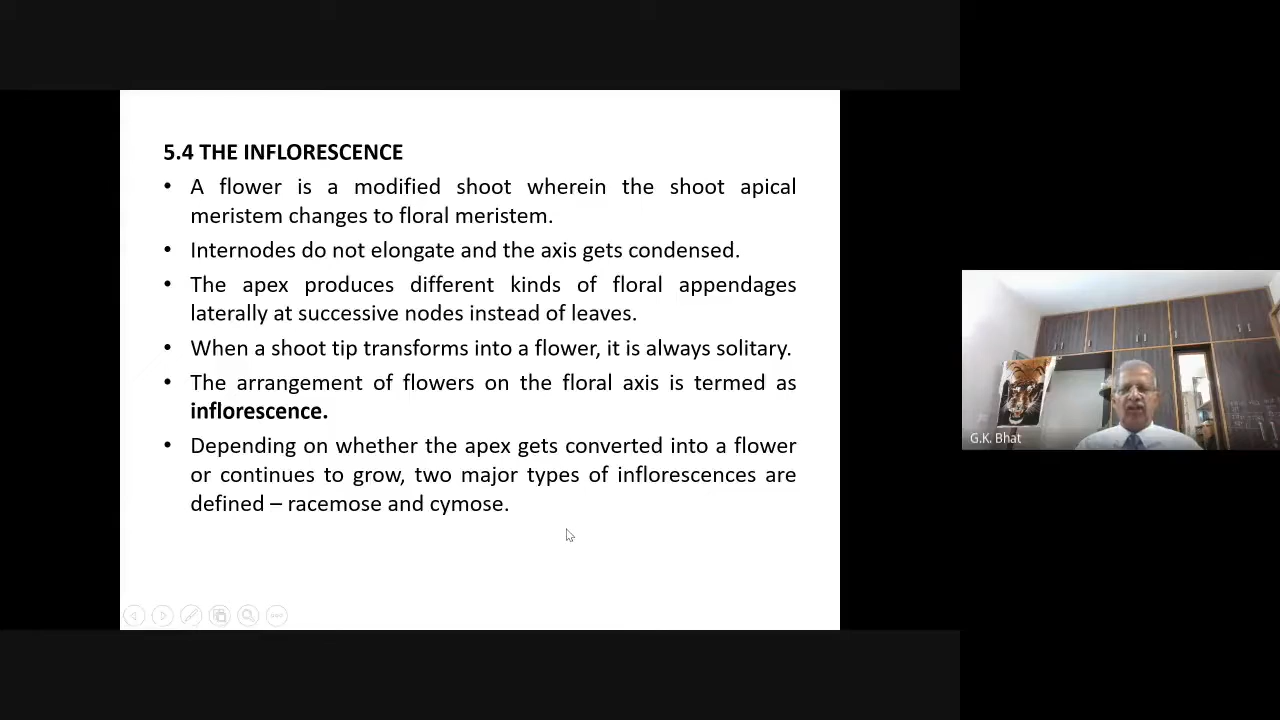 5.4 THE INFLORESCENCE
• A flower is a modified shoot wherein the shoot apical
meristem changes to floral meristem.
• Internodes do not elongate and the axis gets condensed.
• The apex produces different kinds of floral appendages
laterally at successive nodes instead of leaves.
• When a shoot tip transforms into a flower, it is always solitary.
• The arrangement of flowers on the floral axis is termed as
inflorescence.
• Depending on whether the apex gets converted into a flower
or continues to grow, two major types of inflorescences are
defined – racemose and cymose.
G.K. Bhat